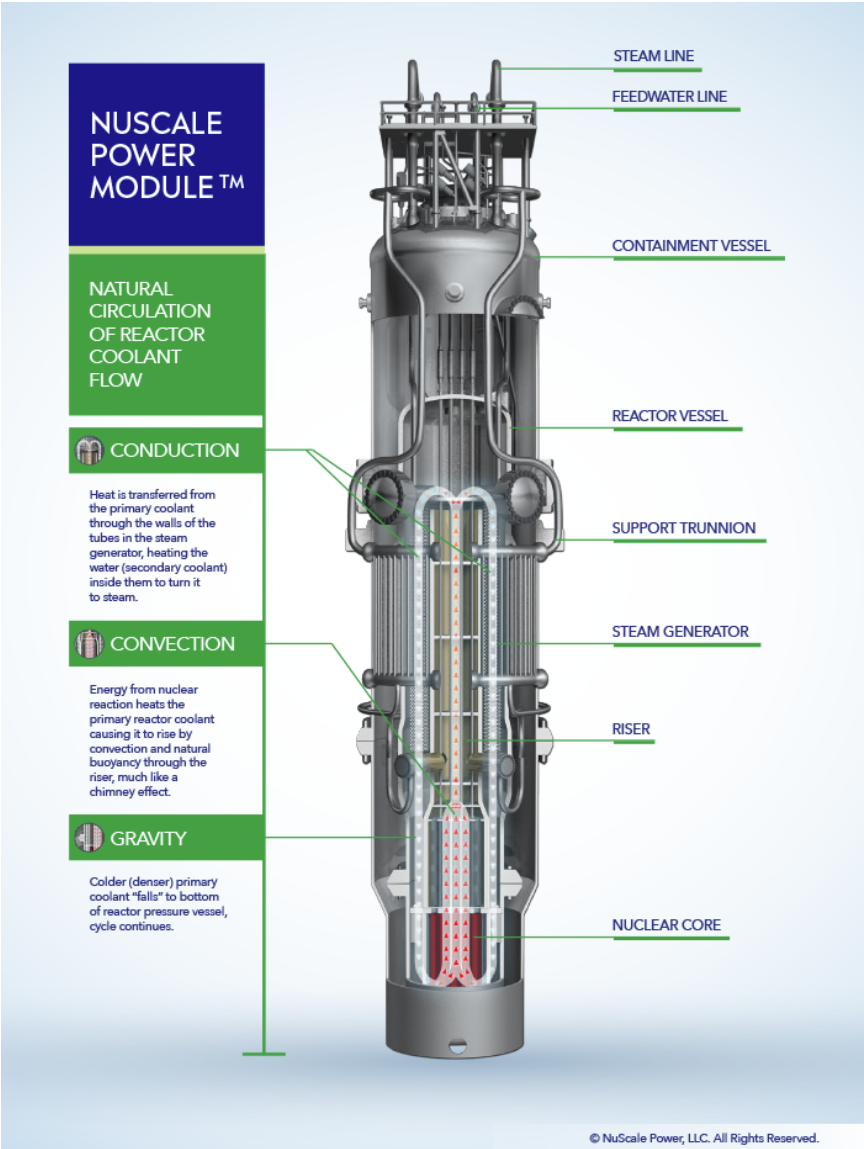 NUSCALE
POWER
MODULE™
NATURAL
CIRCULATION
OF REACTOR
COOLANT
FLOW
CONDUCTION
Heat is transferred from
the primary coolant
through the walls of the
tubes in the steam
generator, heating the
water (secondary coolant)
inside them to turn it
to steam.
CONVECTION
Energy from nuclear
reaction heats the
primary reactor coolant
causing it to rise by
convection and natural
buoyancy through the
riser, much like a
chimney effect.
GRAVITY
Colder (denser) primary
coolant “falls” to bottom
of reactor pressure vessel,
cycle continues.
STEAM LINE
FEEDWATER LINE
CONTAINMENT VESSEL
REACTOR VESSEL
SUPPORT TRUNNION
STEAM GENERATOR
RISER
NUCLEAR CORE
© NuScale Power, LLC. All Rights Reserved.